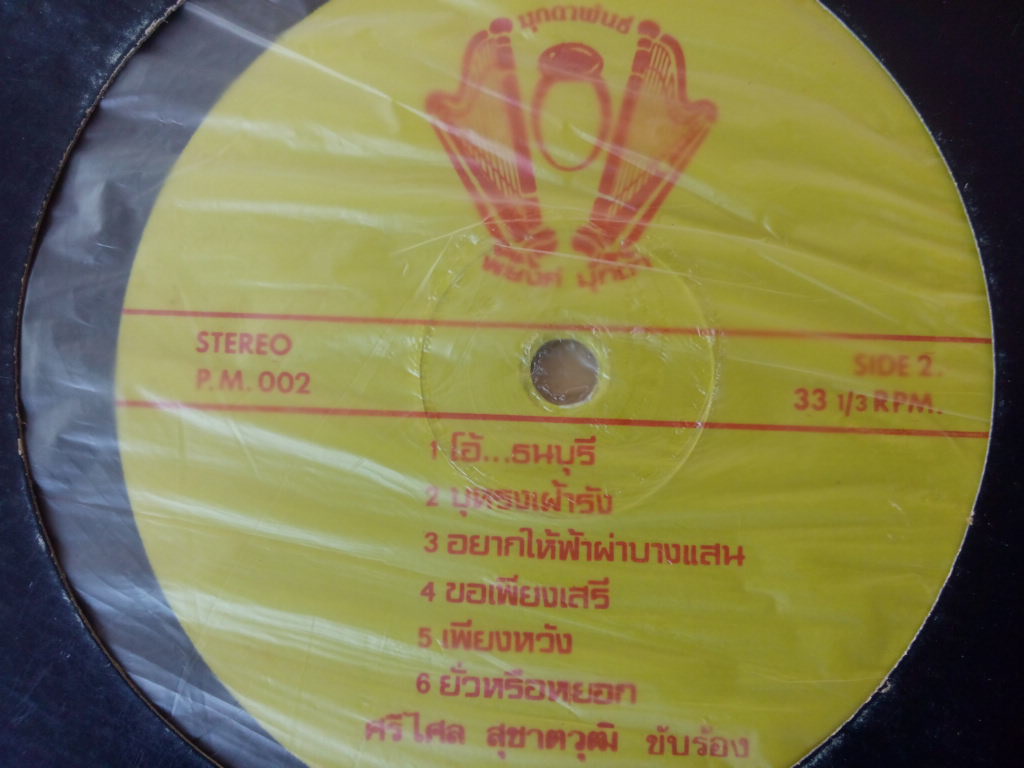 มุกดาพันธ์
มุกดา
STEREO
P. M. 002
SIDE 2.
33 1/3 RPM.
1 โอ้...ธนบุรี
2 บุหรงเฝ้ารัง
3 อยากให้ฟ้าผ่าบางแสน
4 ขอเพียงเสรี
5 เพียงหวัง
6 ยั่วหรือหยอก
ศรีไศล สุชาตวุฒิ ขับร้อง